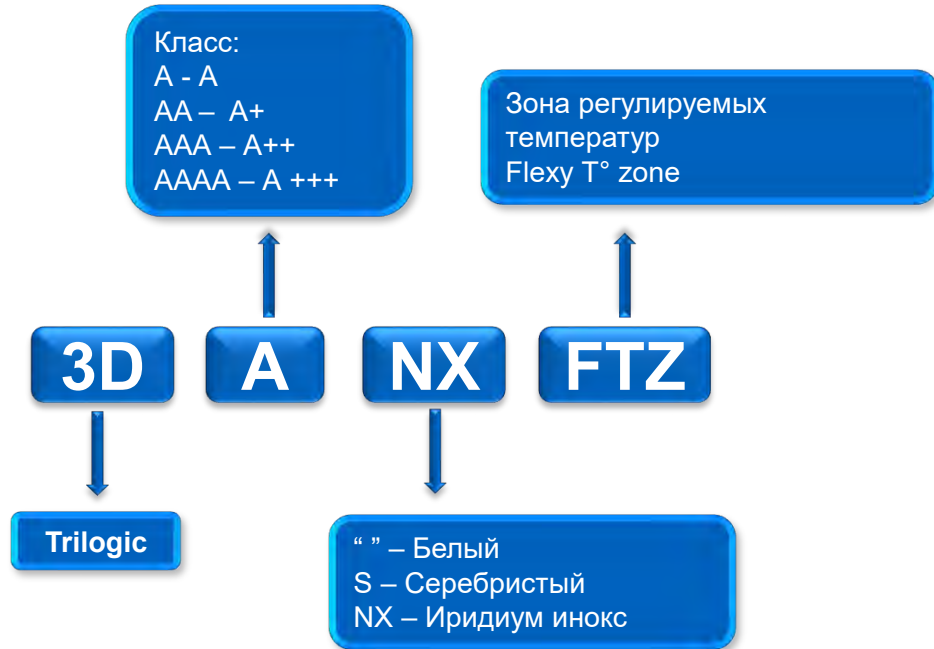 Класс:
A - A
AA – A+
AAA – A++
AAAA – A +++
Зона регулируемых
температур
Flexy T° zone
3D
A
NX
FTZ
Trilogic
“ ” – Белый
S – Серебристый
NX – Иридиум инокс